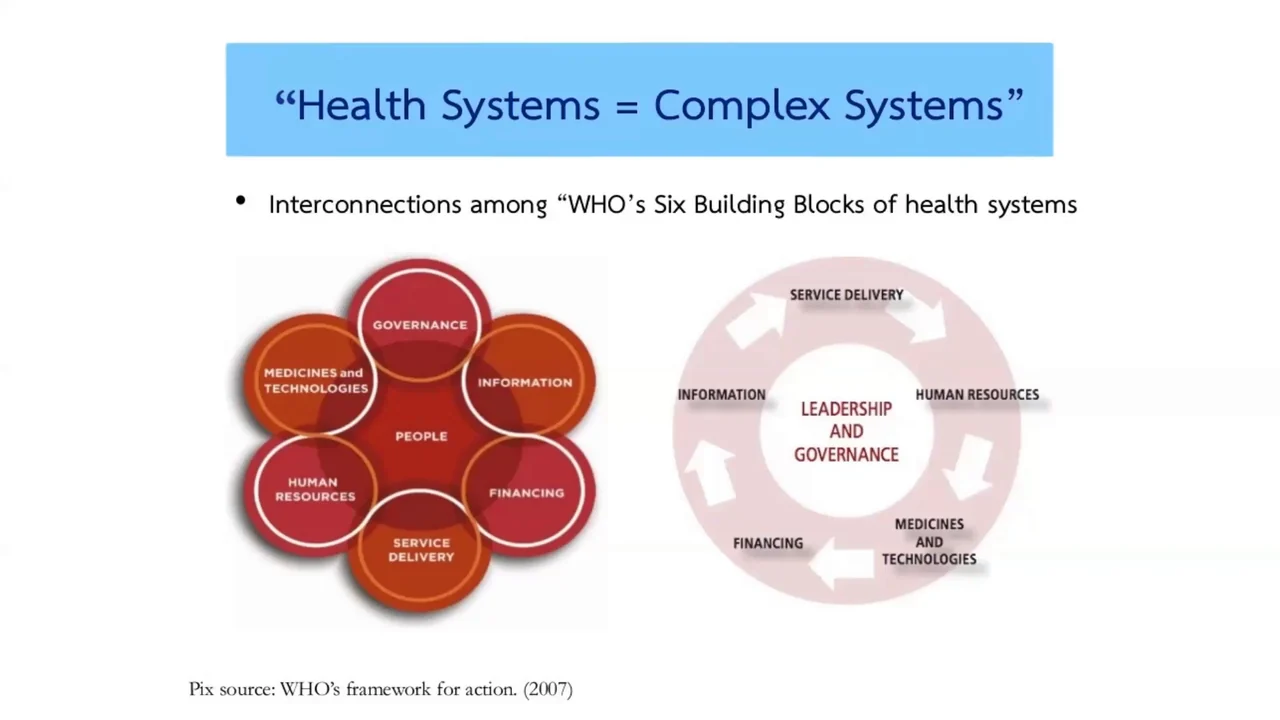 “Health Systems = Complex Systems”
• Interconnections among “WHO’s Six Building Blocks of health systems
GOVERNANCE
MEDICINES and
TECHNOLOGIES
INFORMATION
PEOPLE
HUMAN
RESOURCES
FINANCING
SERVICE
DELIVERY
SERVICE DELIVERY
INFORMATION
HUMAN RESOURCES
LEADERSHIP
AND
GOVERNANCE
MEDICINES
AND
TECHNOLOGIES
FINANCING
Pix source: WHO’s framework for action. (2007)